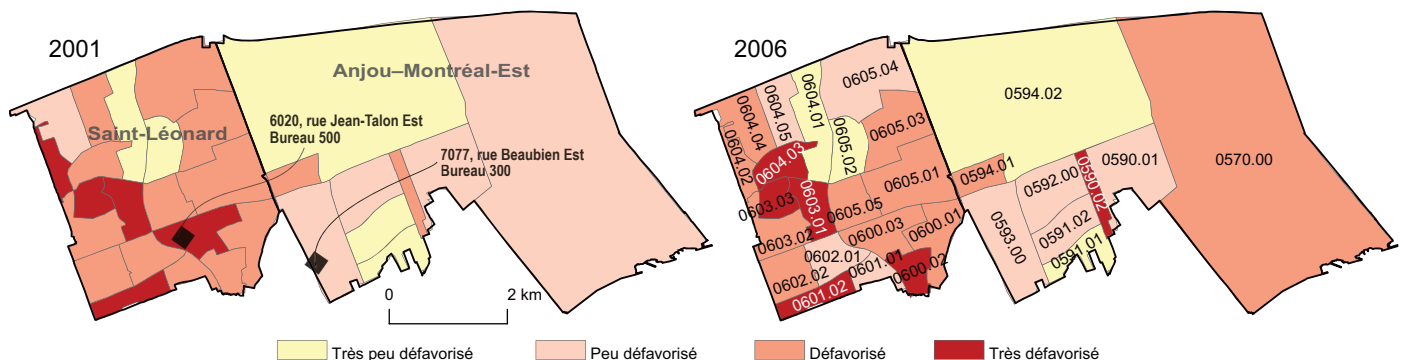 2001
Anjou–Montréal-Est
Saint-Léonard
6020, rue Jean-Talon Est
Bureau 500
7077, rue Beaubien Est
Bureau 300
0
2 km
2006
0605.04
0604.01
0604.05
0604.04
0604.02
0604.03
0605.02
0605.03
0594.02
0570.00
0590.01
0594.01
0592.00
0590.02
0605.01
0603.03
0603.01
0605.05
0603.02
0600.03
0600.01
0593.00
0591.02
0591.01
0602.01
0602.02
0601.01
0600.02
0601.02
Très peu défavorisé
Peu défavorisé
Défavorisé
Très défavorisé